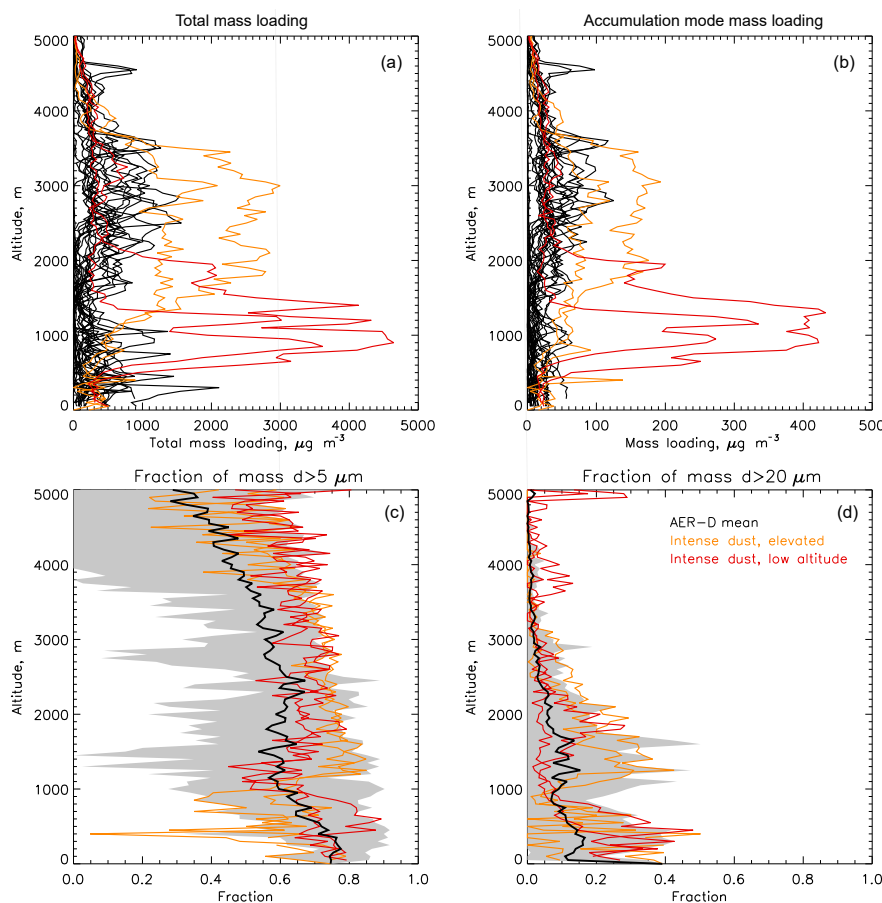 Total mass loading
Accumulation mode mass loading
(a)
(b)
5000
4000
3000
2000
1000
0
Altitude, m
0 1000 2000 3000 4000 5000
Total mass loading, μg m⁻³
5000
4000
3000
2000
1000
0
Altitude, m
0 100 200 300 400 500
Mass loading, μg m⁻³
Fraction of mass d>5 μm
Fraction of mass d>20 μm
(c)
(d)
5000
4000
3000
2000
1000
0
Altitude, m
0.0 0.2 0.4 0.6 0.8 1.0
Fraction
AER-D mean
Intense dust, elevated
Intense dust, low altitude
5000
4000
3000
2000
1000
0
Altitude, m
0.0 0.2 0.4 0.6 0.8 1.0
Fraction